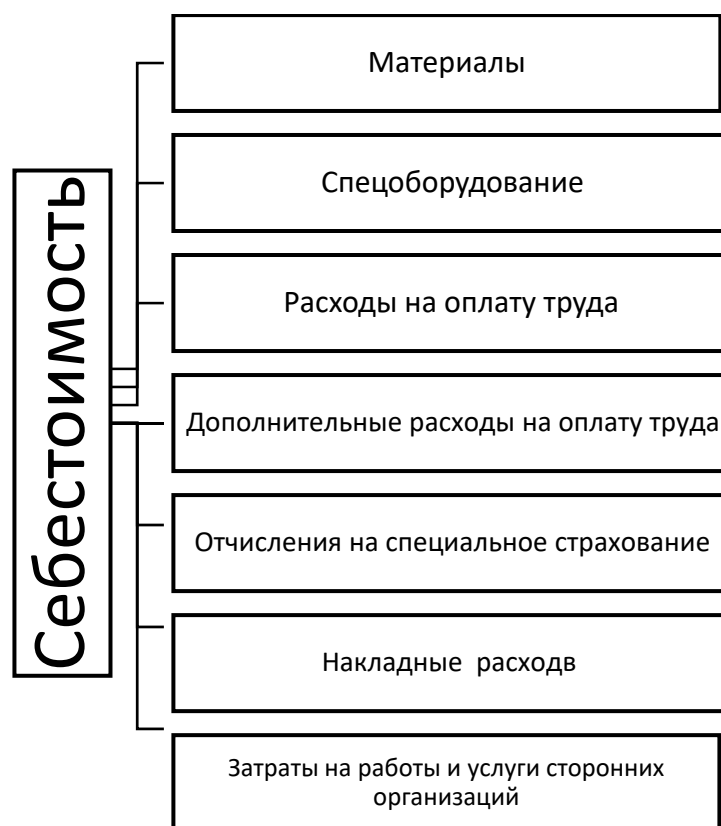 Себестоимость
Материалы
Спецоборудование
Расходы на оплату труда
Дополнительные расходы на оплату труда
Отчисления на специальное страхование
Накладные расходв
Затраты на работы и услуги сторонних
организаций